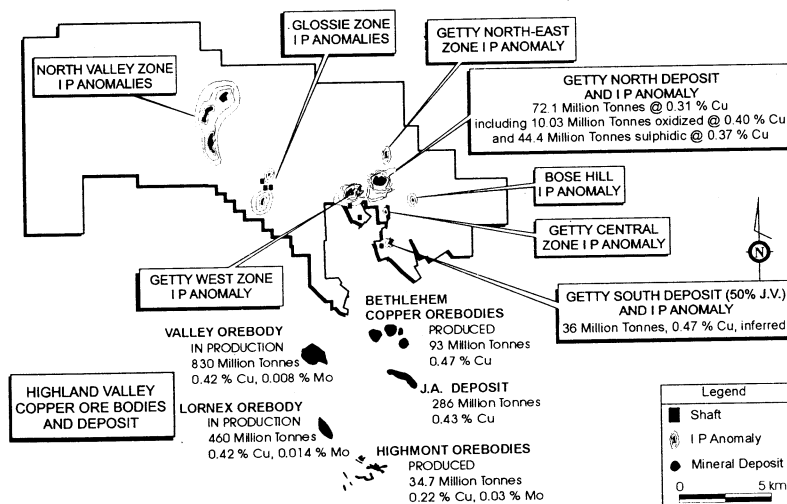 GLOSSIE ZONE
I P ANOMALIES
GETTY NORTH-EAST
ZONE I P ANOMALY
NORTH VALLEY ZONE
I P ANOMALIES
GETTY NORTH DEPOSIT
AND I P ANOMALY
72.1 Million Tonnes @ 0.31 % Cu
including 10.03 Million Tonnes oxidized @ 0.40 % Cu
and 44.4 Million Tonnes sulphidic @ 0.37 % Cu
BOSE HILL
I P ANOMALY
GETTY CENTRAL
ZONE I P ANOMALY
N
GETTY WEST ZONE
I P ANOMALY
GETTY SOUTH DEPOSIT (50% J.V.)
AND I P ANOMALY
36 Million Tonnes, 0.47 % Cu, inferred
BETHLEHEM
COPPER OREBODIES
PRODUCED
93 Million Tonnes
0.47 % Cu
VALLEY OREBODY
IN PRODUCTION
830 Million Tonnes
0.42 % Cu, 0.008 % Mo
HIGHLAND VALLEY
COPPER ORE BODIES
AND DEPOSIT
J.A. DEPOSIT
286 Million Tonnes
0.43 % Cu
LORNEX OREBODY
IN PRODUCTION
460 Million Tonnes
0.42 % Cu, 0.014 % Mo
HIGHMONT OREBODIES
PRODUCED
34.7 Million Tonnes
0.22 % Cu, 0.03 % Mo
Legend
Shaft
I P Anomaly
Mineral Deposit
0 5 km